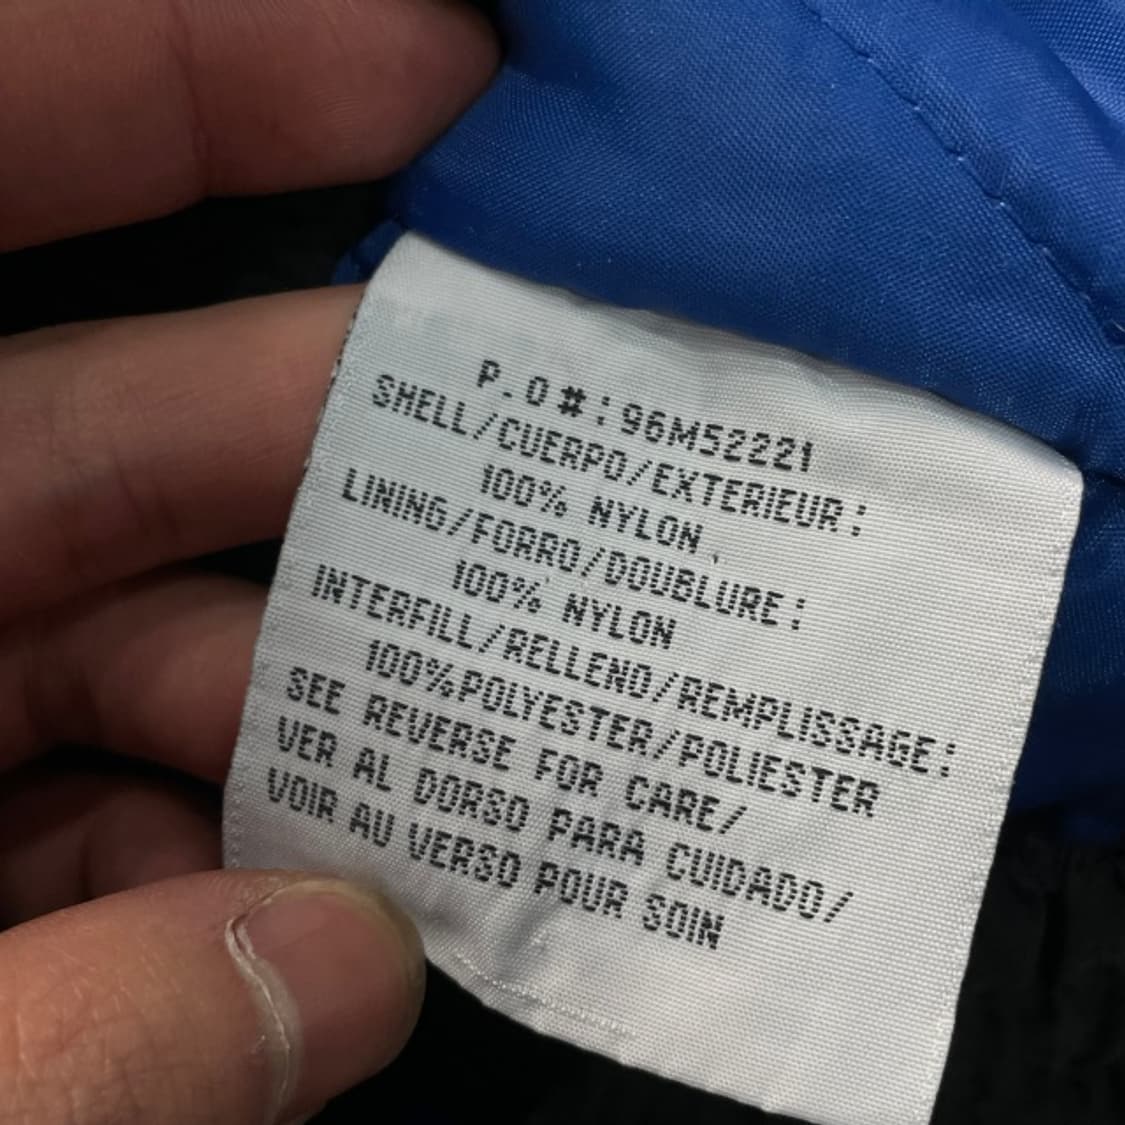 P.O#:96M52221
SHELL/CUERPO/EXTERIEUR:
100% NYLON
LINING/FORRO/DOUBLURE:
100% NYLON
INTERFILL/RELLENO/REMPLISSAGE:
100%POLYESTER/POLIESTER
SEE REVERSE FOR CARE/
VER AL DORSO PARA CUIDADO/
VOIR AU VERSO POUR SOIN